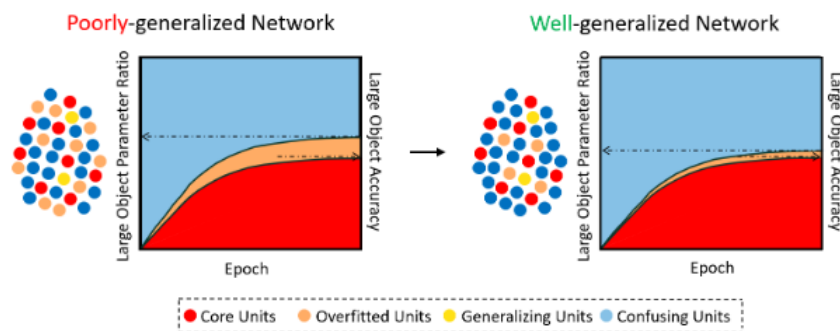 Poorly-generalized Network
Well-generalized Network
Large Object Parameter Ratio
Large Object Accuracy
Epoch
Large Object Parameter Ratio
Large Object Accuracy
Epoch
Core Units Overfitted Units Generalizing Units Confusing Units